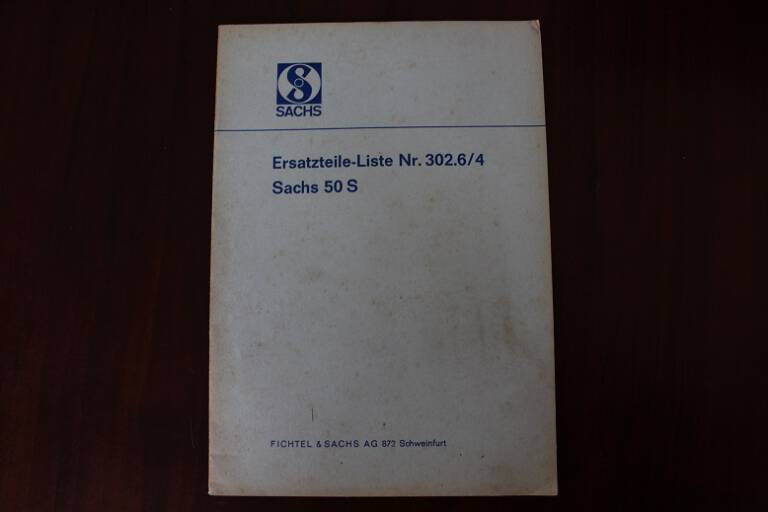 S
SACHS
Ersatzteile-Liste Nr. 302.6/4
Sachs 50 S
FICHTEL & SACHS AG 872 Schweinfurt